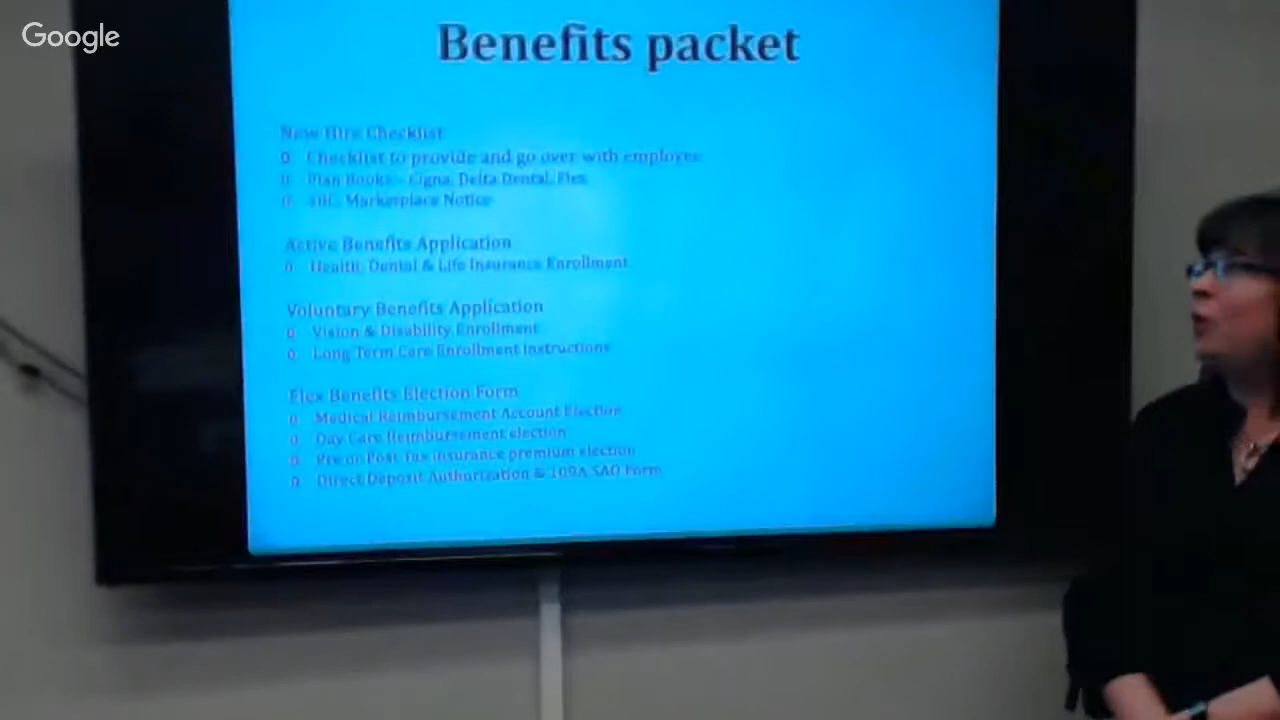 Google
Benefits packet
New Hire Checklist
o Checklist to provide and go over with employee
o Plan Books - Cigna, Delta Dental, Flex
o SBC, Marketplace Notice
Active Benefits Application
o Health, Dental & Life Insurance Enrollment
Voluntary Benefits Application
o Vision & Disability Enrollment
o Long Term Care Enrollment instructions
Flex Benefits Election Form
o Medical Reimbursement Account Election
o Day Care Reimbursement election
o Pre or Post Tax insurance premium election
o Direct Deposit Authorization & 109A SAO Form